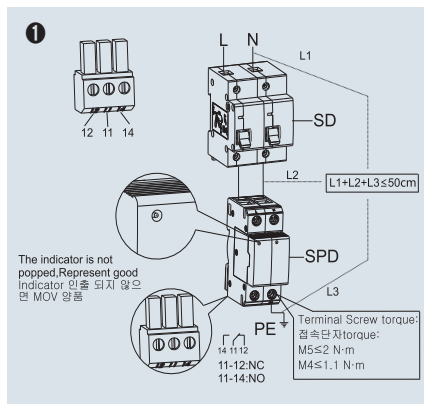 1
L N
L1
12 11 14
SD
L2
L1+L2+L3≤50cm
The indicator is not
popped,Represent good
Indicator 인출 되지 않으
면 MOV 양품
SPD
L3
PE
Terminal Screw torque:
접속단자torque:
M5≤2 N·m
M4≤1.1 N·m
14 11 12
11-12:NC
11-14:NO